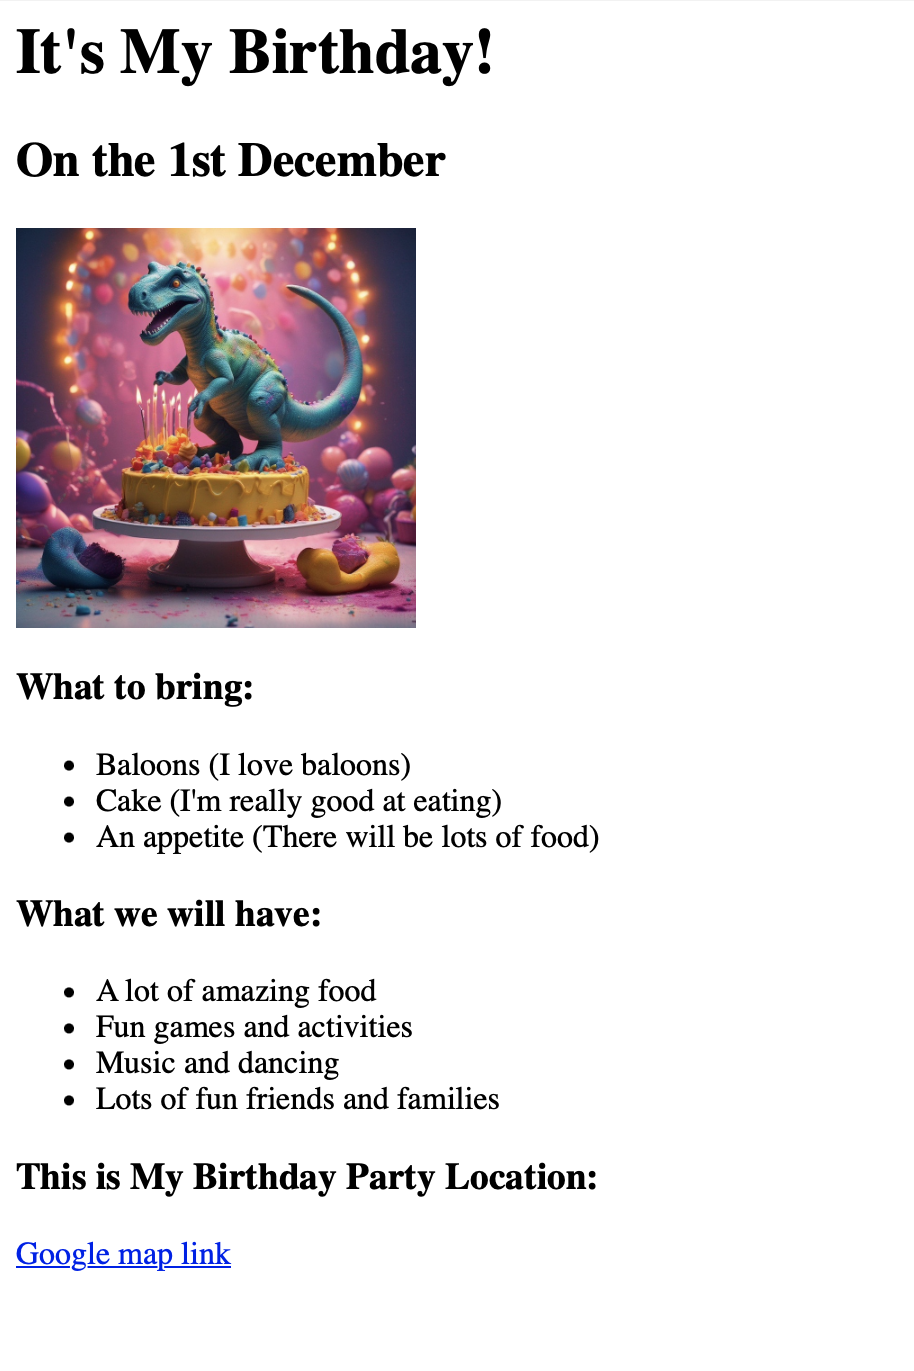 It's My Birthday!
On the 1st December
What to bring:
Baloons (I love baloons)
Cake (I'm really good at eating)
An appetite (There will be lots of food)
What we will have:
A lot of amazing food
Fun games and activities
Music and dancing
Lots of fun friends and families
This is My Birthday Party Location:
Google map link